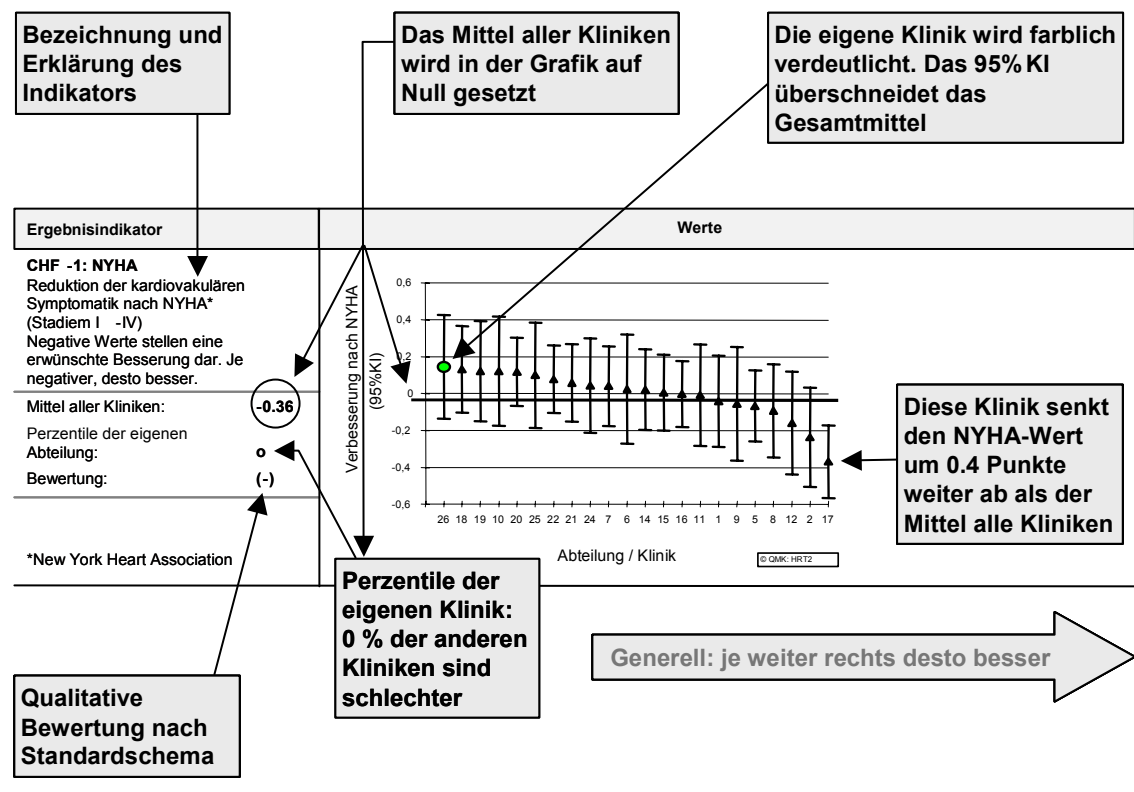 Bezeichnung und
Erklärung des
Indikators
Das Mittel aller Kliniken
wird in der Grafik auf
Null gesetzt
Die eigene Klinik wird farblich
verdeutlicht. Das 95% KI
überschneidet das
Gesamtmittel
Ergebnisindikator
Werte
CHF -1: NYHA
Reduktion der kardiovakulären
Symptomatik nach NYHA*
(Stadiem I -IV)
Negative Werte stellen eine
erwünschte Besserung dar. Je
negativer, desto besser.
Mittel aller Kliniken: -0.36
Perzentile der eigenen
Abteilung: o
Bewertung: (-)
*New York Heart Association
Verbesserung nach NYHA
(95%KI)
0,6
0,4
0,2
0
-0,2
-0,4
-0,6
26 18 19 10 20 25 22 21 24 7 6 14 15 16 11 1 9 5 8 12 2 17
Abteilung / Klinik
© QMK: HRT2
Diese Klinik senkt
den NYHA-Wert
um 0.4 Punkte
weiter ab als der
Mittel alle Kliniken
Perzentile der
eigenen Klinik:
0 % der anderen
Kliniken sind
schlechter
Generell: je weiter rechts desto besser
Qualitative
Bewertung nach
Standardschema